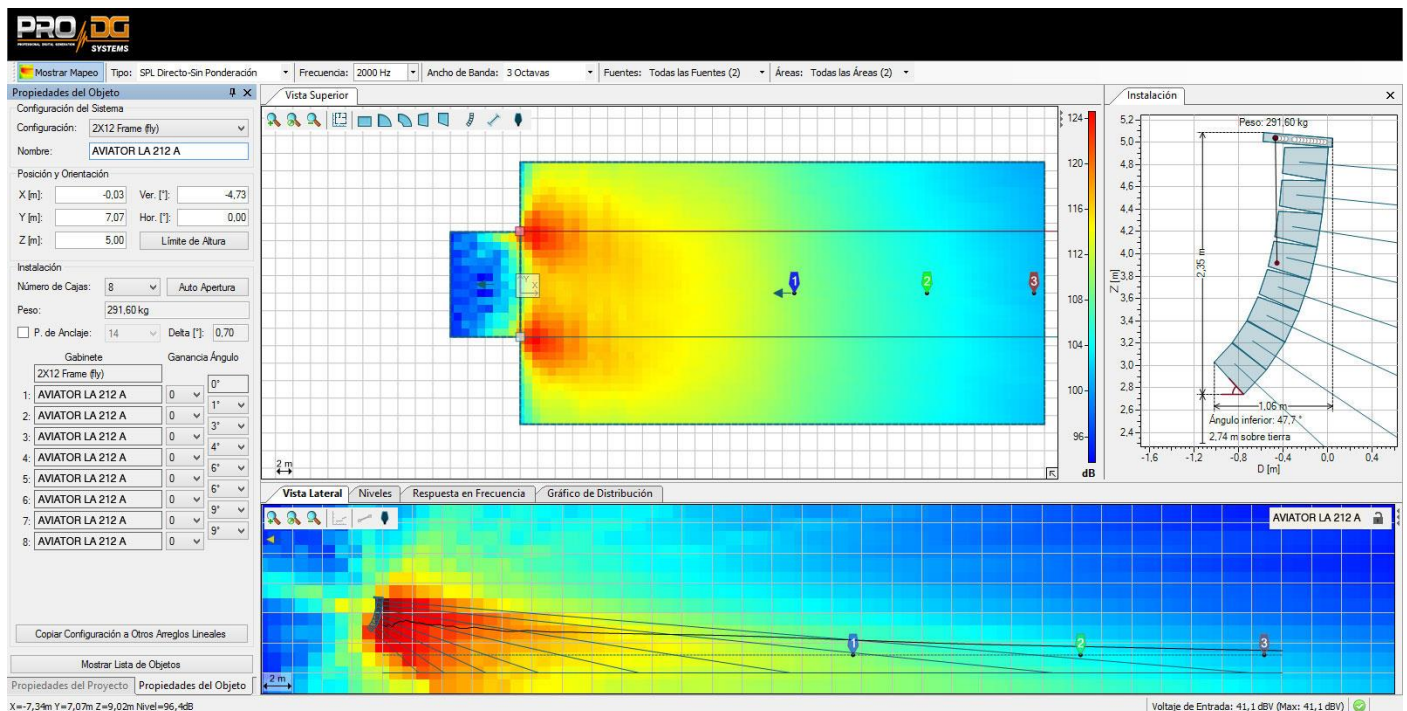 PRO DG
PROFESSIONAL DIGITAL GENERATION SYSTEMS
Mostrar Mapeo Tipo: SPL Directo-Sin Ponderación Frecuencia: 2000 Hz Ancho de Banda: 3 Octavas Fuentes: Todas las Fuentes (2) Áreas: Todas las Áreas (2)
Propiedades del Objeto
Configuración del Sistema
Configuración: 2X12 Frame (fly)
Nombre: AVIATOR LA 212 A
Posición y Orientación
X [m]: -0,03 Ver. [°]: -4,73
Y [m]: 7,07 Hor. [°]: 0,00
Z [m]: 5,00 Límite de Altura
Instalación
Número de Cajas: 8 Auto Apertura
Peso: 291,60 kg
P. de Anclaje: 14 Delta [°]: 0,70
Gabinete Ganancia Ángulo
2X12 Frame (fly)
0°
1: AVIATOR LA 212 A 0
1°
2: AVIATOR LA 212 A 0
3°
3: AVIATOR LA 212 A 0
4°
4: AVIATOR LA 212 A 0
6°
5: AVIATOR LA 212 A 0
6°
6: AVIATOR LA 212 A 0
9°
7: AVIATOR LA 212 A 0
9°
8: AVIATOR LA 212 A 0
Copiar Configuración a Otros Arreglos Lineales
Mostrar Lista de Objetos
Propiedades del Proyecto Propiedades del Objeto
Vista Superior
Y
X
1 2 3
2 m
124
120
116
112
108
104
100
96
dB
Instalación
Peso: 291,60 kg
5,2
5,0
4,8
4,6
4,4
4,2
4,0
3,8
3,6
3,4
3,2
3,0
2,8
2,6
2,4
Z [m]
2,35 m
1,06 m
Ángulo inferior: 47,7 °
2,74 m sobre tierra
-1,6 -1,2 -0,8 -0,4 0,0 0,4
D [m]
Vista Lateral Niveles Respuesta en Frecuencia Gráfico de Distribución
AVIATOR LA 212 A
1 2 3
2 m
X=-7,34m Y=7,07m Z=9,02m Nivel=96,4dB
Voltaje de Entrada: 41,1 dBV (Max: 41,1 dBV)